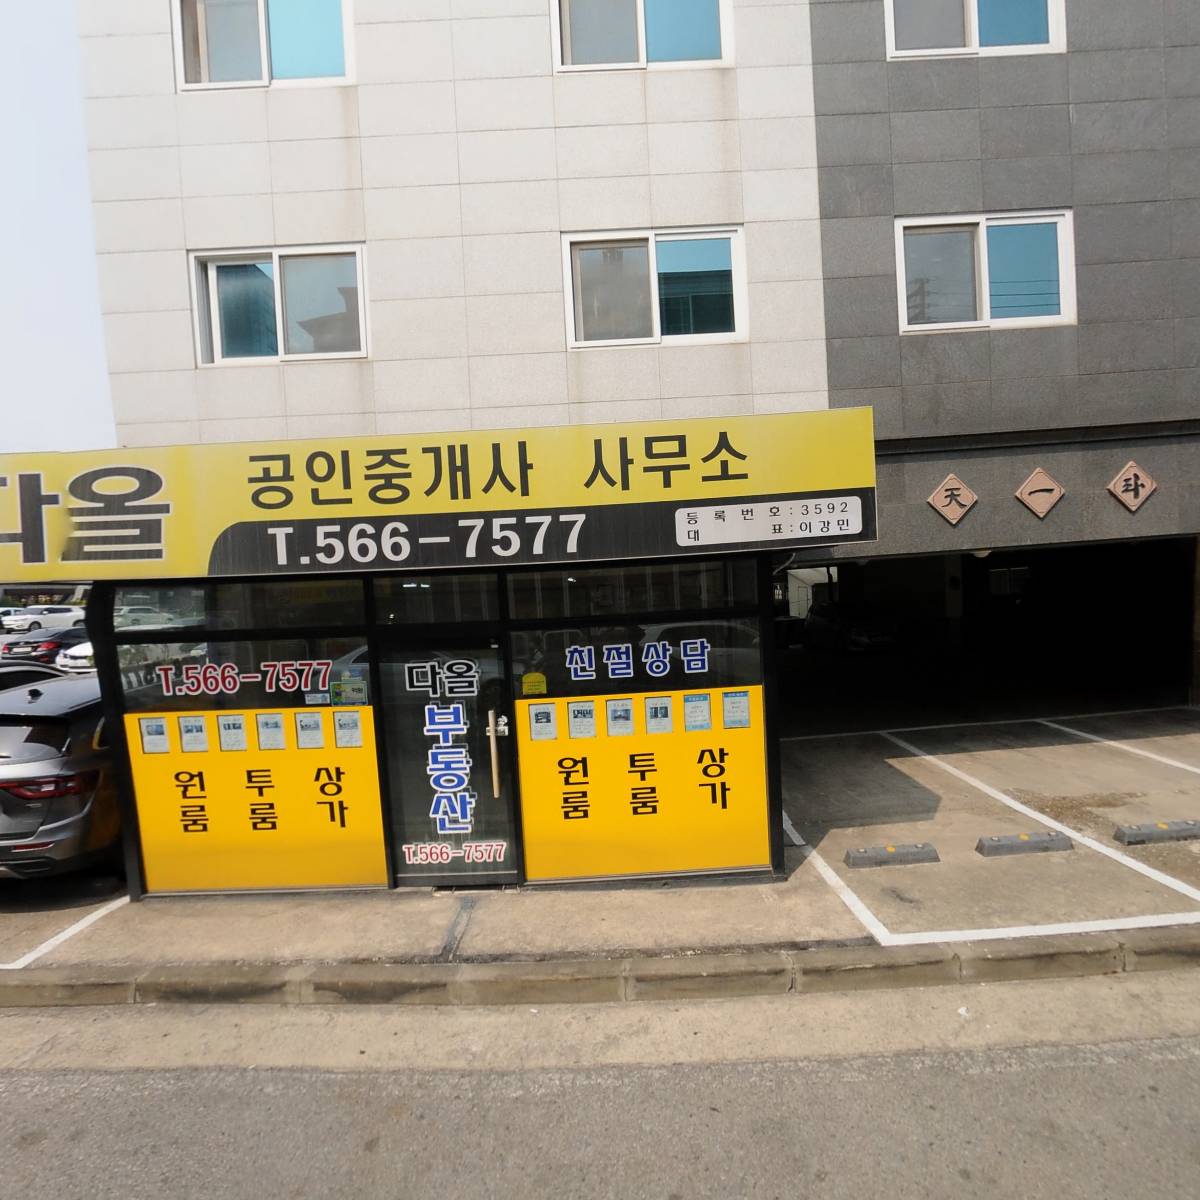 다올 공인중개사 사무소
T.566-7577
등록번호:3592
대표:이강민
天一斗
T.566-7577
원룸 투룸 상가
다올
부동산
T.566-7577
친절상담
원룸 투룸 상가